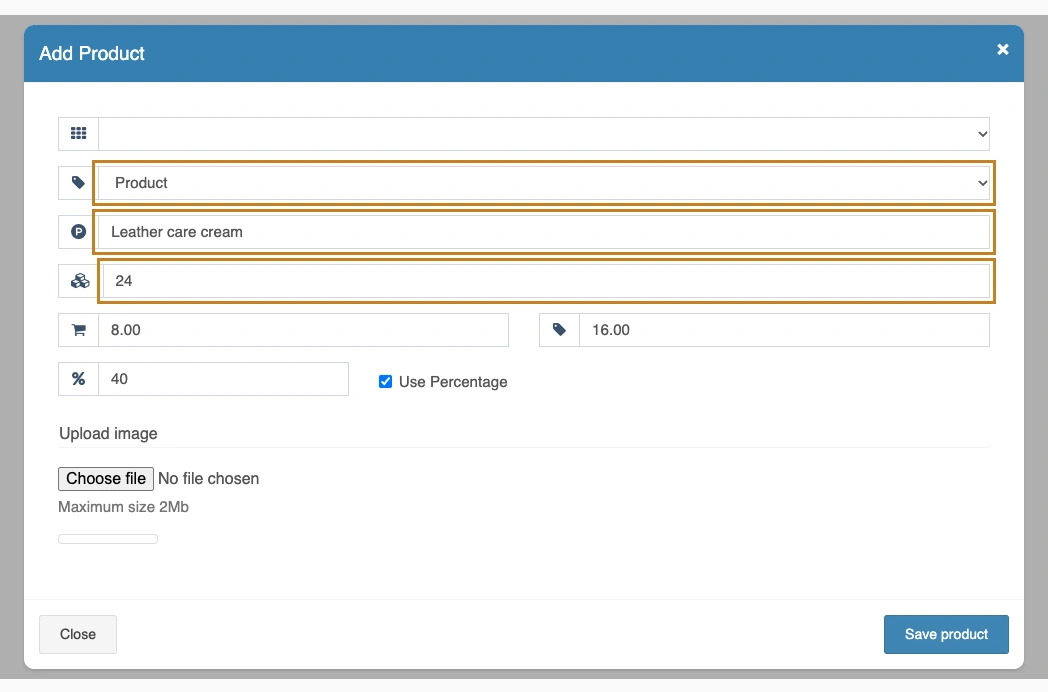 Add Product ×
Product
Leather care cream
24
8.00 16.00
% 40 Use Percentage
Upload image
Choose file No file chosen
Maximum size 2Mb
Close Save product